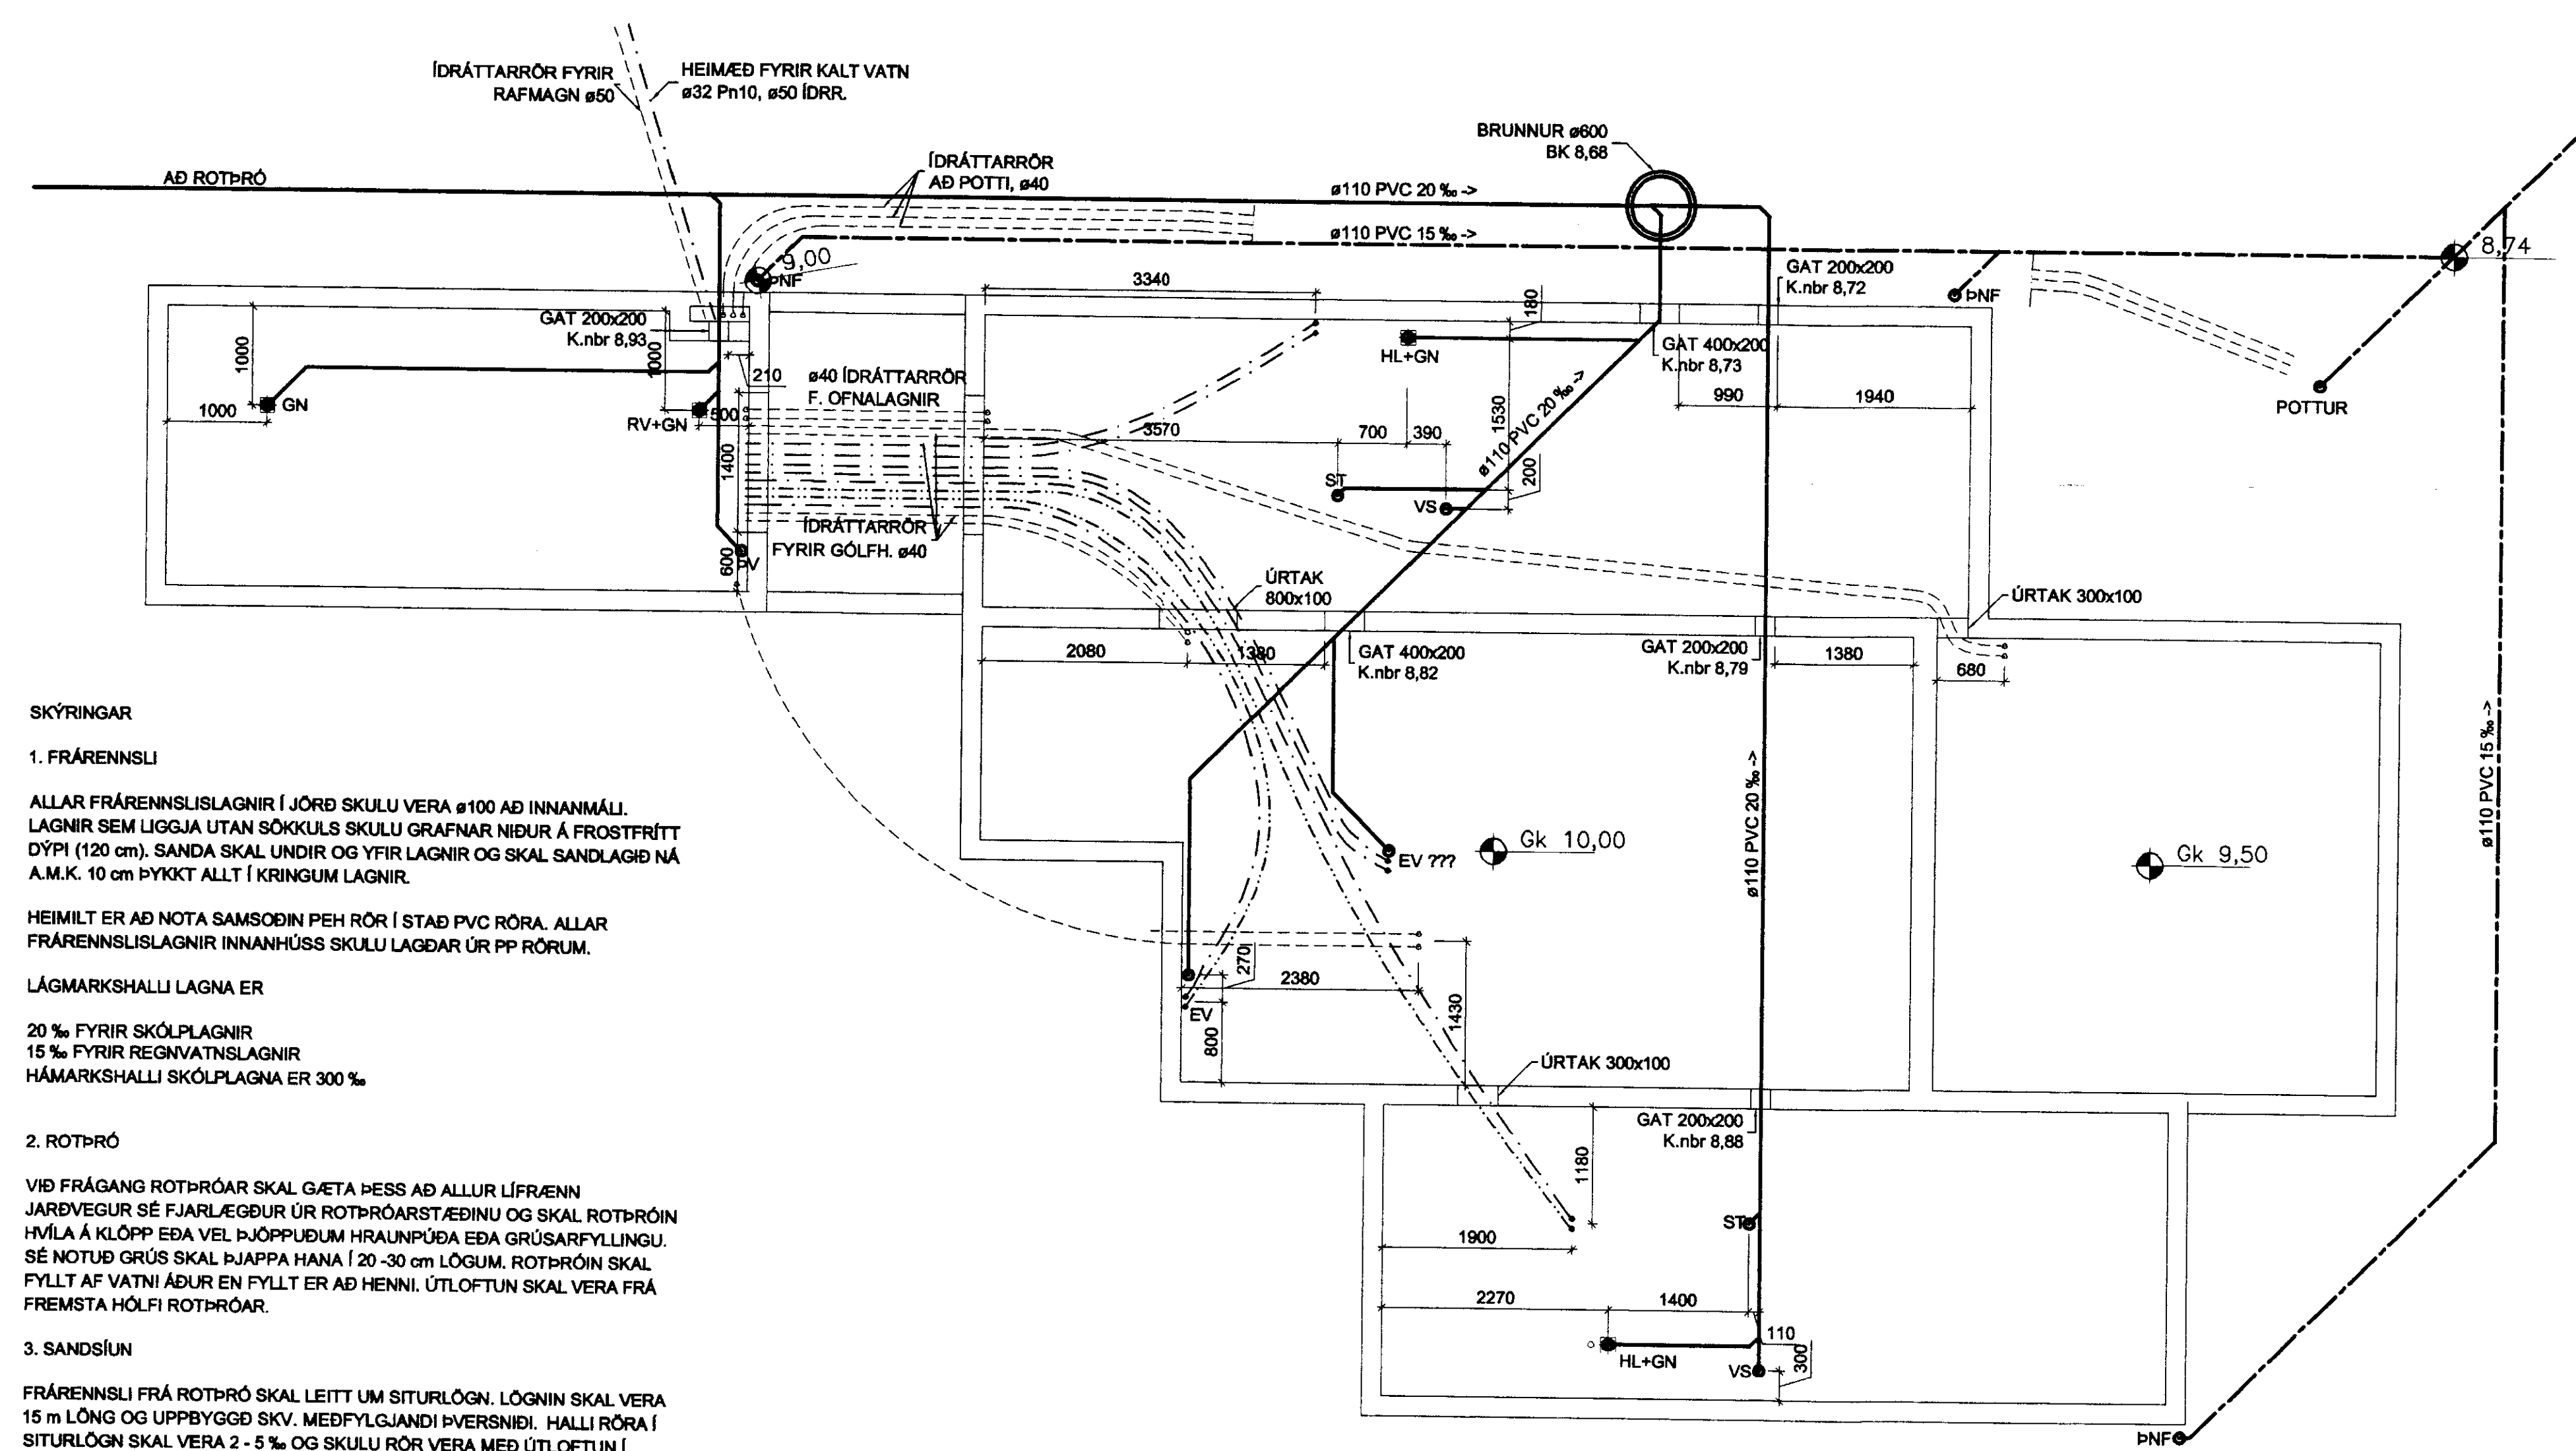 ÍDRÁTTARRÖR FYRIR
RAFMAGN ø50
HEIMÆÐ FYRIR KALT VATN
ø32 Pn10, ø50 ÍDRR.
BRUNNUR ø600
BK 8,68
AÐ ROTÞRÓ
ÍDRÁTTARRÖR
AÐ POTTI, ø40
ø110 PVC 20 ‰ ->
ø110 PVC 15 ‰ ->
9,00
ÞNF
8,74
GAT 200x200
K.nbr 8,72
ÞNF
3340
180
GAT 200x200
K.nbr 8,93
GAT 400x200
K.nbr 8,73
HL+GN
1000
1000
210
ø40 ÍDRÁTTARRÖR
F. OFNALAGNIR
990
1940
1000
GN
500
RV+GN
POTTUR
3570
700
390
1530
ø110 PVC 20 ‰ ->
1400
200
ST
VS
ÍDRÁTTARRÖR
FYRIR GÓLFH. ø40
600
ÞV
ÚRTAK
800x100
ÚRTAK 300x100
2080
1380
GAT 400x200
K.nbr 8,82
GAT 200x200
K.nbr 8,79
1380
680
ø110 PVC 20 ‰ ->
ø110 PVC 15 ‰ ->
EV ???
Gk 10,00
Gk 9,50
270
2380
EV
800
1430
ÚRTAK 300x100
GAT 200x200
K.nbr 8,88
1180
ST
1900
2270
1400
110
HL+GN
VS
300
ÞNF
SKÝRINGAR
1. FRÁRENNSLI
ALLAR FRÁRENNSLISLAGNIR Í JÖRÐ SKULU VERA ø100 AÐ INNANMÁLI.
LAGNIR SEM LIGGJA UTAN SÖKKULS SKULU GRAFNAR NIÐUR Á FROSTFRÍTT
DÝPI (120 cm). SANDA SKAL UNDIR OG YFIR LAGNIR OG SKAL SANDLAGIÐ NÁ
A.M.K. 10 cm ÞYKKT ALLT Í KRINGUM LAGNIR.
HEIMILT ER AÐ NOTA SAMSOÐIN PEH RÖR Í STAÐ PVC RÖRA. ALLAR
FRÁRENNSLISLAGNIR INNANHÚSS SKULU LAGÐAR ÚR PP RÖRUM.
LÁGMARKSHALLI LAGNA ER
20 ‰ FYRIR SKÓLPLAGNIR
15 ‰ FYRIR REGNVATNSLAGNIR
HÁMARKSHALLI SKÓLPLAGNA ER 300 ‰
2. ROTÞRÓ
VIÐ FRÁGANG ROTÞRÓAR SKAL GÆTA ÞESS AÐ ALLUR LÍFRÆNN
JARÐVEGUR SÉ FJARLÆGÐUR ÚR ROTÞRÓARSTÆÐINU OG SKAL ROTÞRÓIN
HVÍLA Á KLÖPP EÐA VEL ÞJÖPPUÐUM HRAUNPÚÐA EÐA GRÚSARFYLLINGU.
SÉ NOTUÐ GRÚS SKAL ÞJAPPA HANA Í 20 -30 cm LÖGUM. ROTÞRÓIN SKAL
FYLLT AF VATNI ÁÐUR EN FYLLT ER AÐ HENNI. ÚTLOFTUN SKAL VERA FRÁ
FREMSTA HÓLFI ROTÞRÓAR.
3. SANDSÍUN
FRÁRENNSLI FRÁ ROTÞRÓ SKAL LEITT UM SITURLÖGN. LÖGNIN SKAL VERA
15 m LÖNG OG UPPBYGGÐ SKV. MEÐFYLGJANDI ÞVERSNIÐI. HALLI RÖRA Í
SITURLÖGN SKAL VERA 2 - 5 ‰ OG SKULU RÖR VERA MEÐ ÚTLOFTUN Í